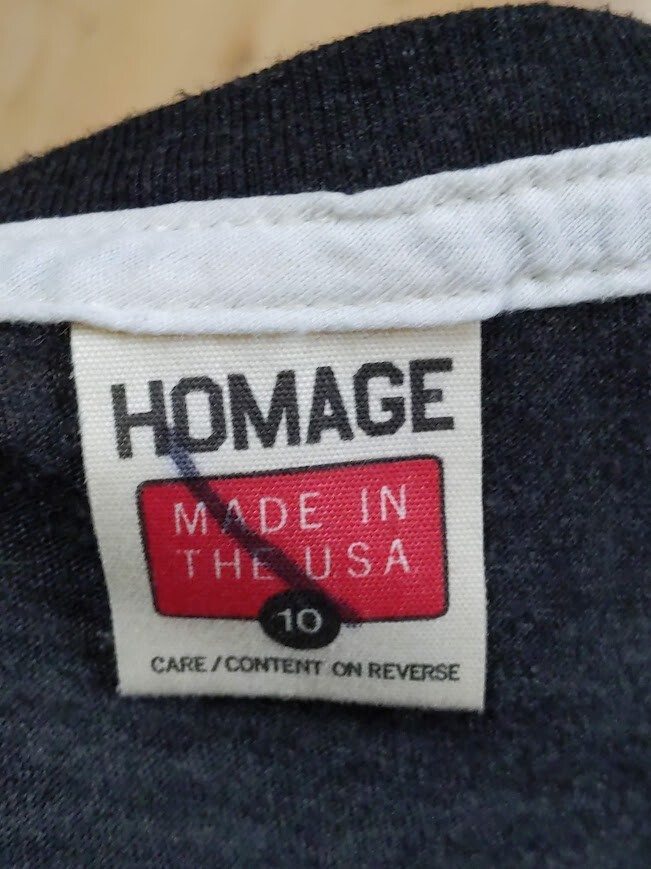 HOMAGE
MADE IN
THE USA
10
CARE / CONTENT ON REVERSE